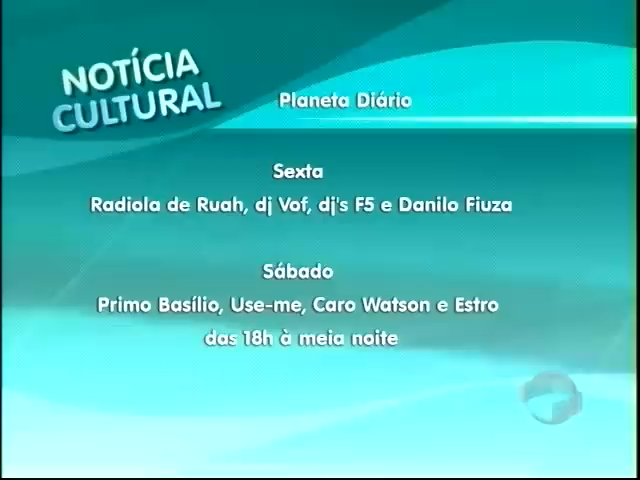 NOTÍCIA
CULTURAL
Planeta Diário
Sexta
Radiola de Ruah, dj Vof, dj's F5 e Danilo Fiuza
Sábado
Primo Basílio, Use-me, Caro Watson e Estro
das 18h à meia noite